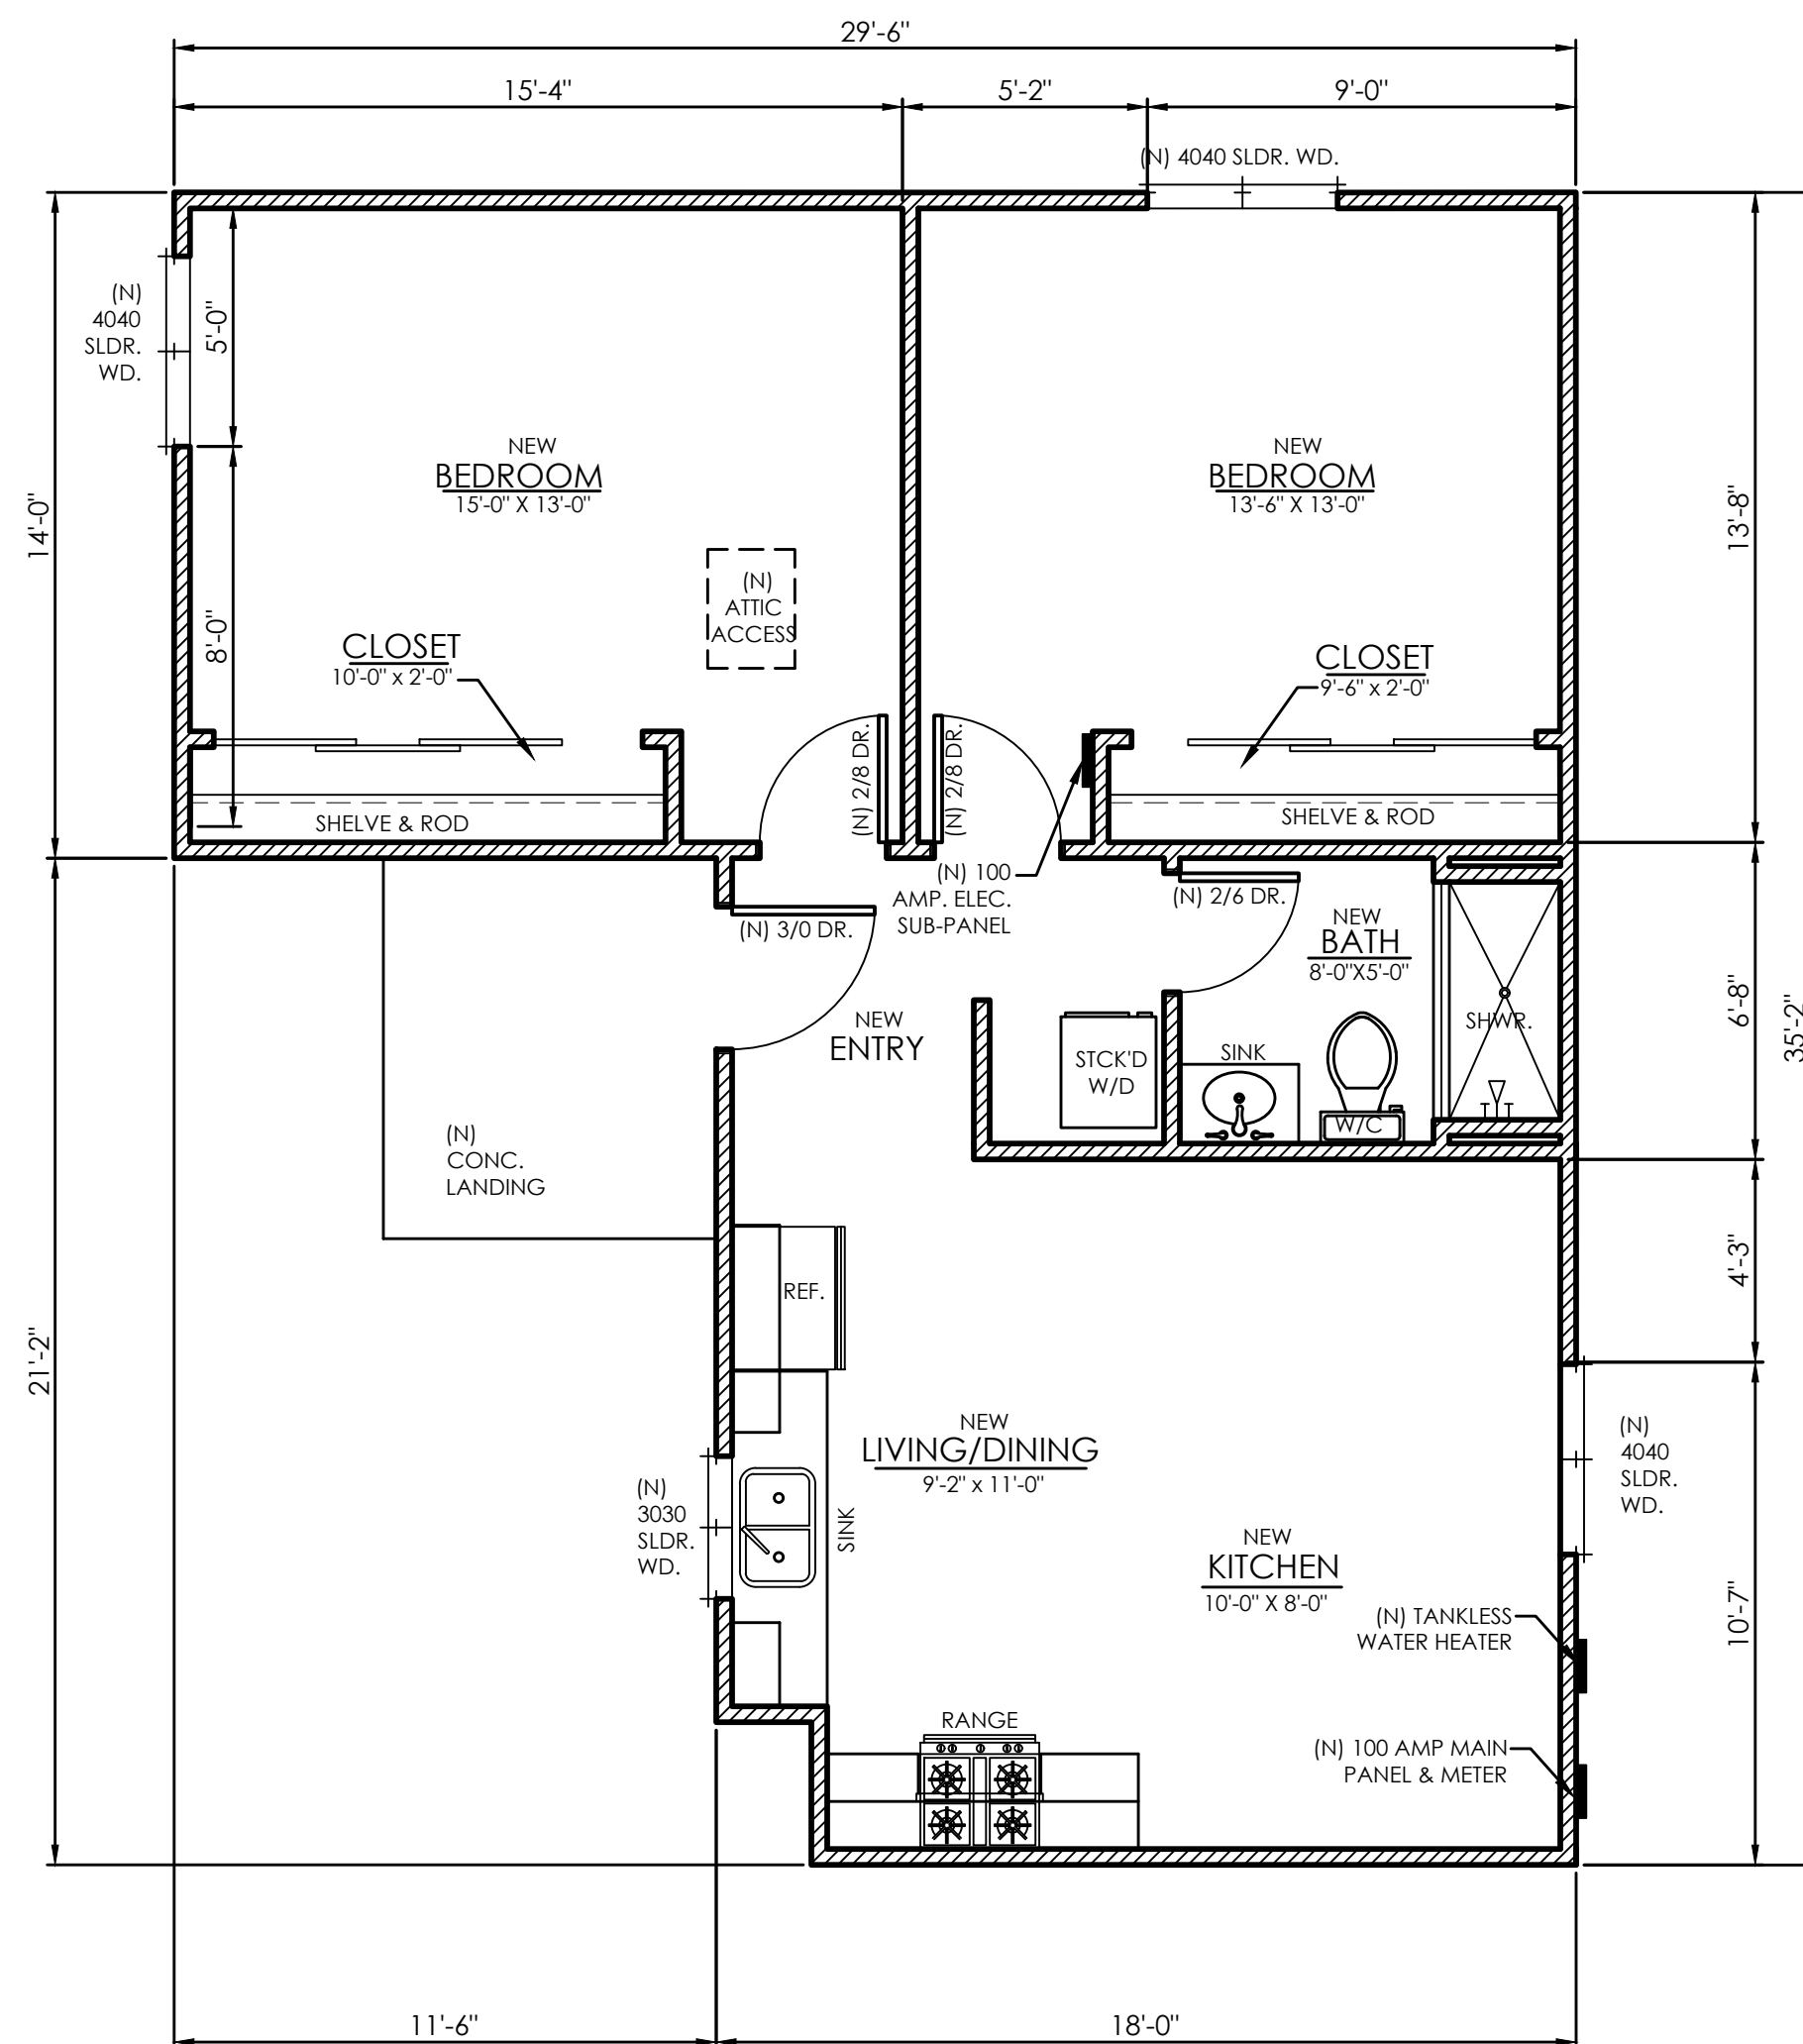 29'-6"
15'-4"
5'-2"
9'-0"
(N) 4040 SLDR. WD.
(N)
4040
SLDR.
WD.
5'-0"
8'-0"
14'-0"
21'-2"
NEW
BEDROOM
15'-0" X 13'-0"
NEW
BEDROOM
13'-6" X 13'-0"
(N)
ATTIC
ACCESS
CLOSET
10'-0" x 2'-0"
CLOSET
9'-6" x 2'-0"
SHELVE & ROD
SHELVE & ROD
(N) 2/8 DR.
(N) 2/8 DR.
13'-8"
6'-8"
35'-2"
4'-3"
10'-7"
(N) 100
AMP. ELEC.
SUB-PANEL
(N) 3/0 DR.
(N) 2/6 DR.
NEW
BATH
8'-0"X5'-0"
SHWR.
NEW
ENTRY
STCK'D
W/D
SINK
W/C
(N)
CONC.
LANDING
REF.
NEW
LIVING/DINING
9'-2" x 11'-0"
(N)
3030
SLDR.
WD.
SINK
(N)
4040
SLDR.
WD.
NEW
KITCHEN
10'-0" X 8'-0"
(N) TANKLESS
WATER HEATER
RANGE
(N) 100 AMP MAIN
PANEL & METER
11'-6"
18'-0"